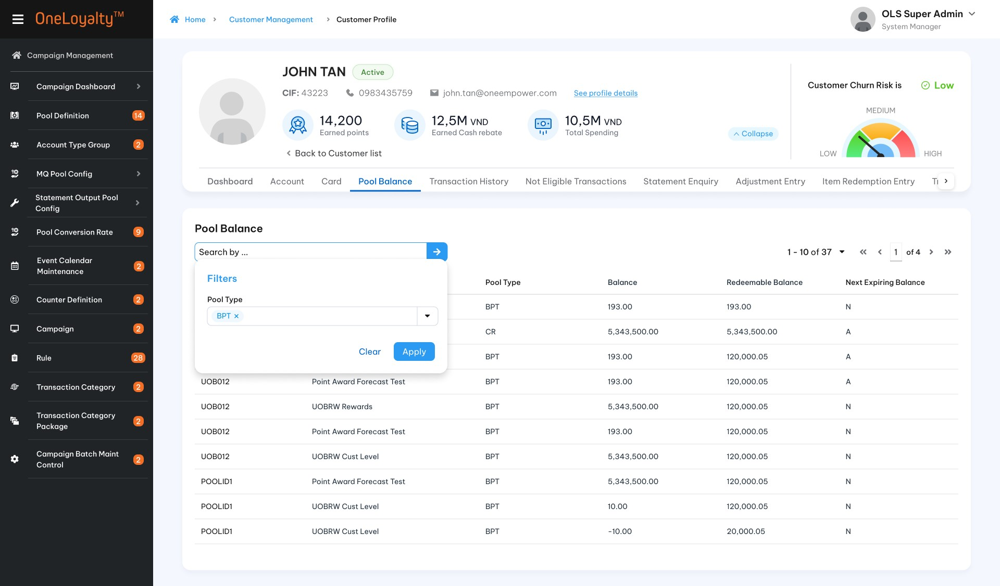 OneLoyalty™
Home > Customer Management > Customer Profile
OLS Super Admin
System Manager
Campaign Management
Campaign Dashboard
Pool Definition 14
Account Type Group 2
MQ Pool Config
Statement Output Pool
Config
Pool Conversion Rate 9
Event Calendar
Maintenance 2
Counter Definition 2
Campaign 2
Rule 28
Transaction Category 2
Transaction Category
Package 2
Campaign Batch Maint
Control 2
JOHN TAN Active
CIF: 43223 0983435759 john.tan@oneempower.com See profile details
14,200
Earned points
12,5M VND
Earned Cash rebate
10,5M VND
Total Spending
Collapse
Back to Customer list
Customer Churn Risk is Low
MEDIUM
LOW HIGH
Dashboard Account Card Pool Balance Transaction History Not Eligible Transactions Statement Enquiry Adjustment Entry Item Redemption Entry
Pool Balance
Search by ...
1 - 10 of 37 1 of 4
Filters
Pool Type
BPT ×
Clear Apply
Pool Type Balance Redeemable Balance Next Expiring Balance
BPT 193.00 193.00 N
CR 5,343,500.00 5,343,500.00 A
BPT 193.00 120,000.05 A
UOB012 Point Award Forecast Test BPT 193.00 120,000.05 A
UOB012 UOBRW Rewards BPT 5,343,500.00 120,000.05 N
UOB012 Point Award Forecast Test BPT 193.00 120,000.05 N
UOB012 UOBRW Cust Level BPT 5,343,500.00 120,000.05 N
POOLID1 Point Award Forecast Test BPT 5,343,500.00 120,000.05 N
POOLID1 UOBRW Cust Level BPT 10.00 120,000.05 N
POOLID1 UOBRW Cust Level BPT -10.00 20,000.05 N